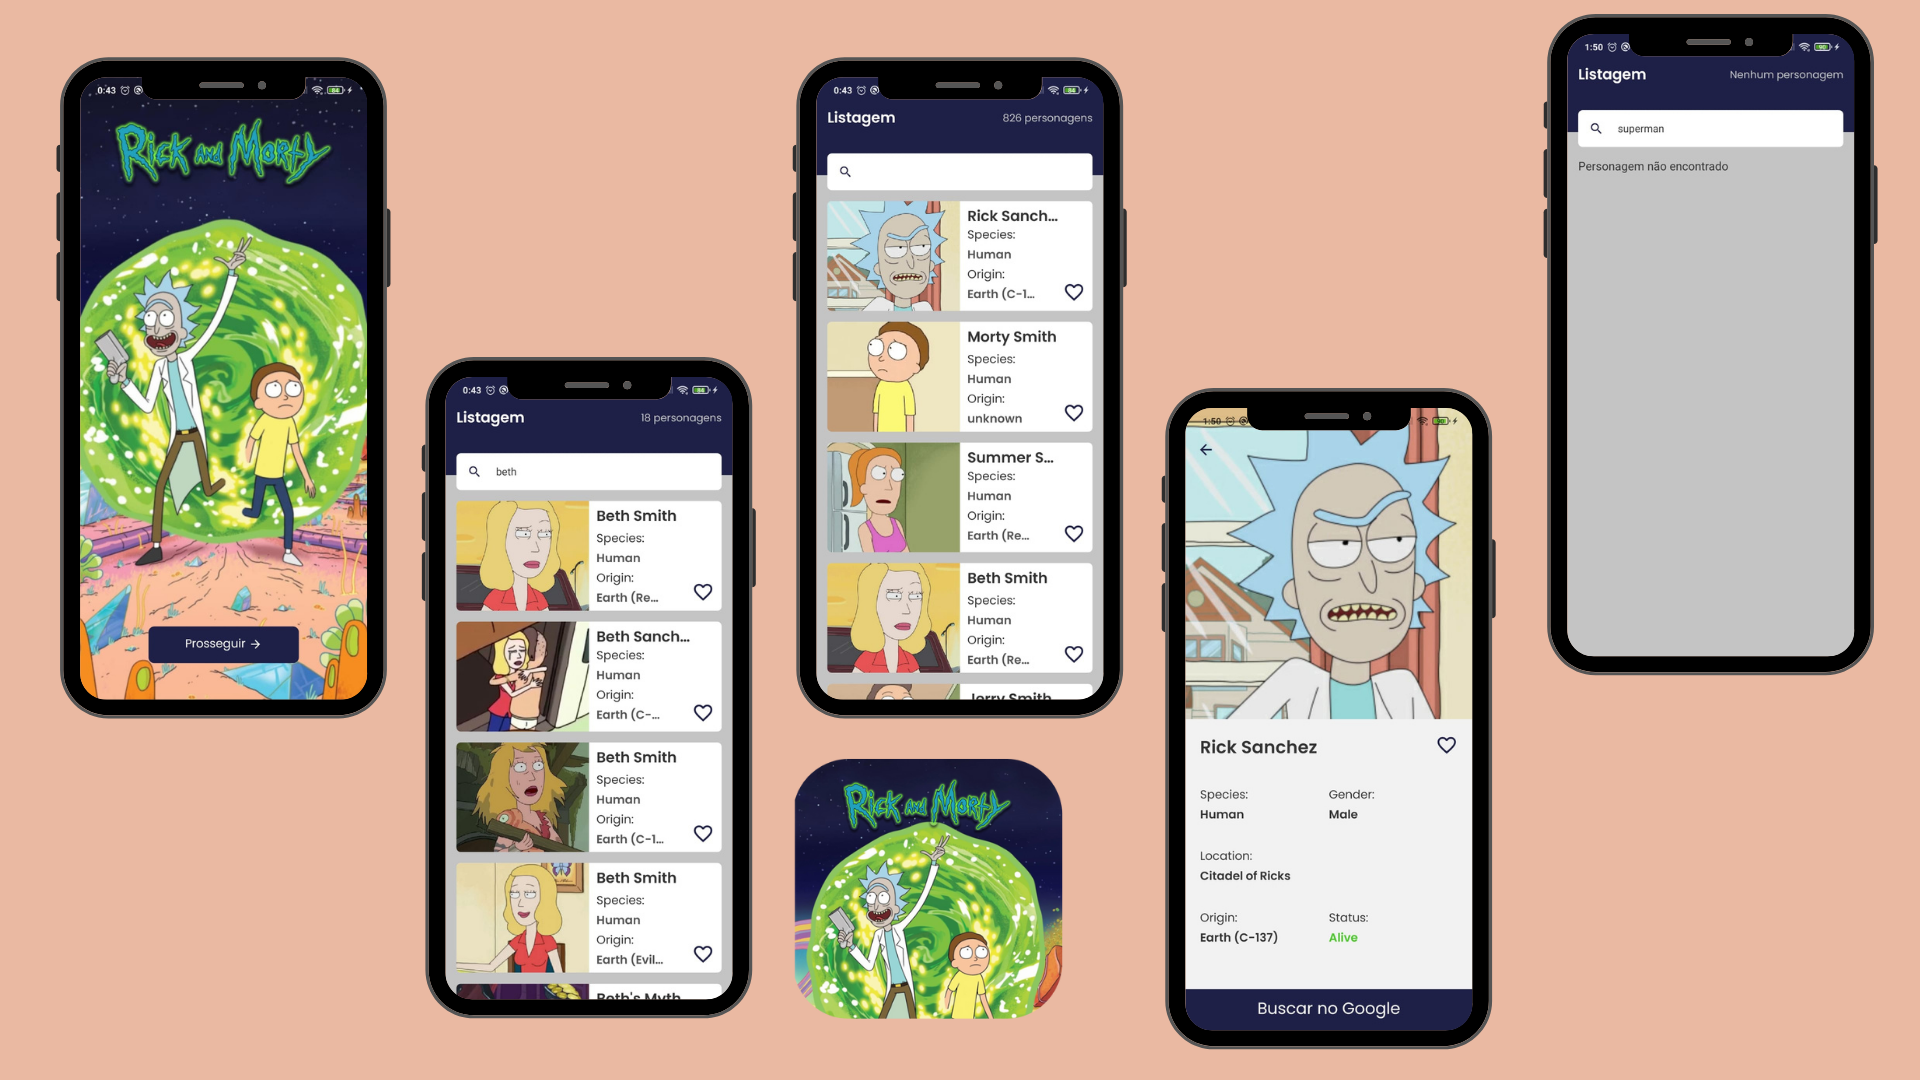 0:43
Rick and Morty
Prosseguir →
0:43
Listagem
18 personagens
beth
Beth Smith
Species:
Human
Origin:
Earth (Re...
Beth Sanch...
Species:
Human
Origin:
Earth (C-...
Beth Smith
Species:
Human
Origin:
Earth (C-1...
Beth Smith
Species:
Human
Origin:
Earth (Evil...
Beth's Myth
0:43
Listagem
826 personagens
Rick Sanch...
Species:
Human
Origin:
Earth (C-1...
Morty Smith
Species:
Human
Origin:
unknown
Summer S...
Species:
Human
Origin:
Earth (Re...
Beth Smith
Species:
Human
Origin:
Earth (Re...
Jerry Smith
Rick and Morty
1:50
Rick Sanchez
Species:
Human
Gender:
Male
Location:
Citadel of Ricks
Origin:
Earth (C-137)
Status:
Alive
Buscar no Google
1:50
Listagem
Nenhum personagem
superman
Personagem não encontrado